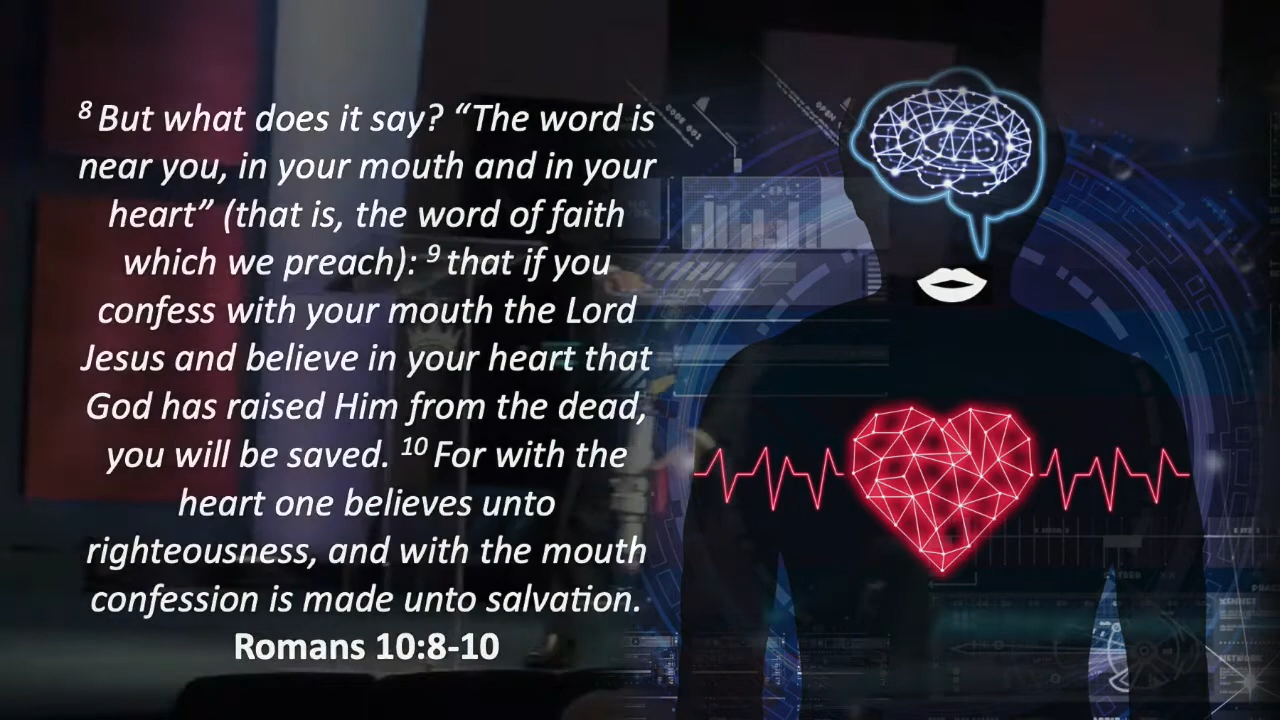 ⁸ But what does it say? “The word is
near you, in your mouth and in your
heart” (that is, the word of faith
which we preach): ⁹ that if you
confess with your mouth the Lord
Jesus and believe in your heart that
God has raised Him from the dead,
you will be saved. ¹⁰ For with the
heart one believes unto
righteousness, and with the mouth
confession is made unto salvation.
Romans 10:8-10
CODE 001
OPEN